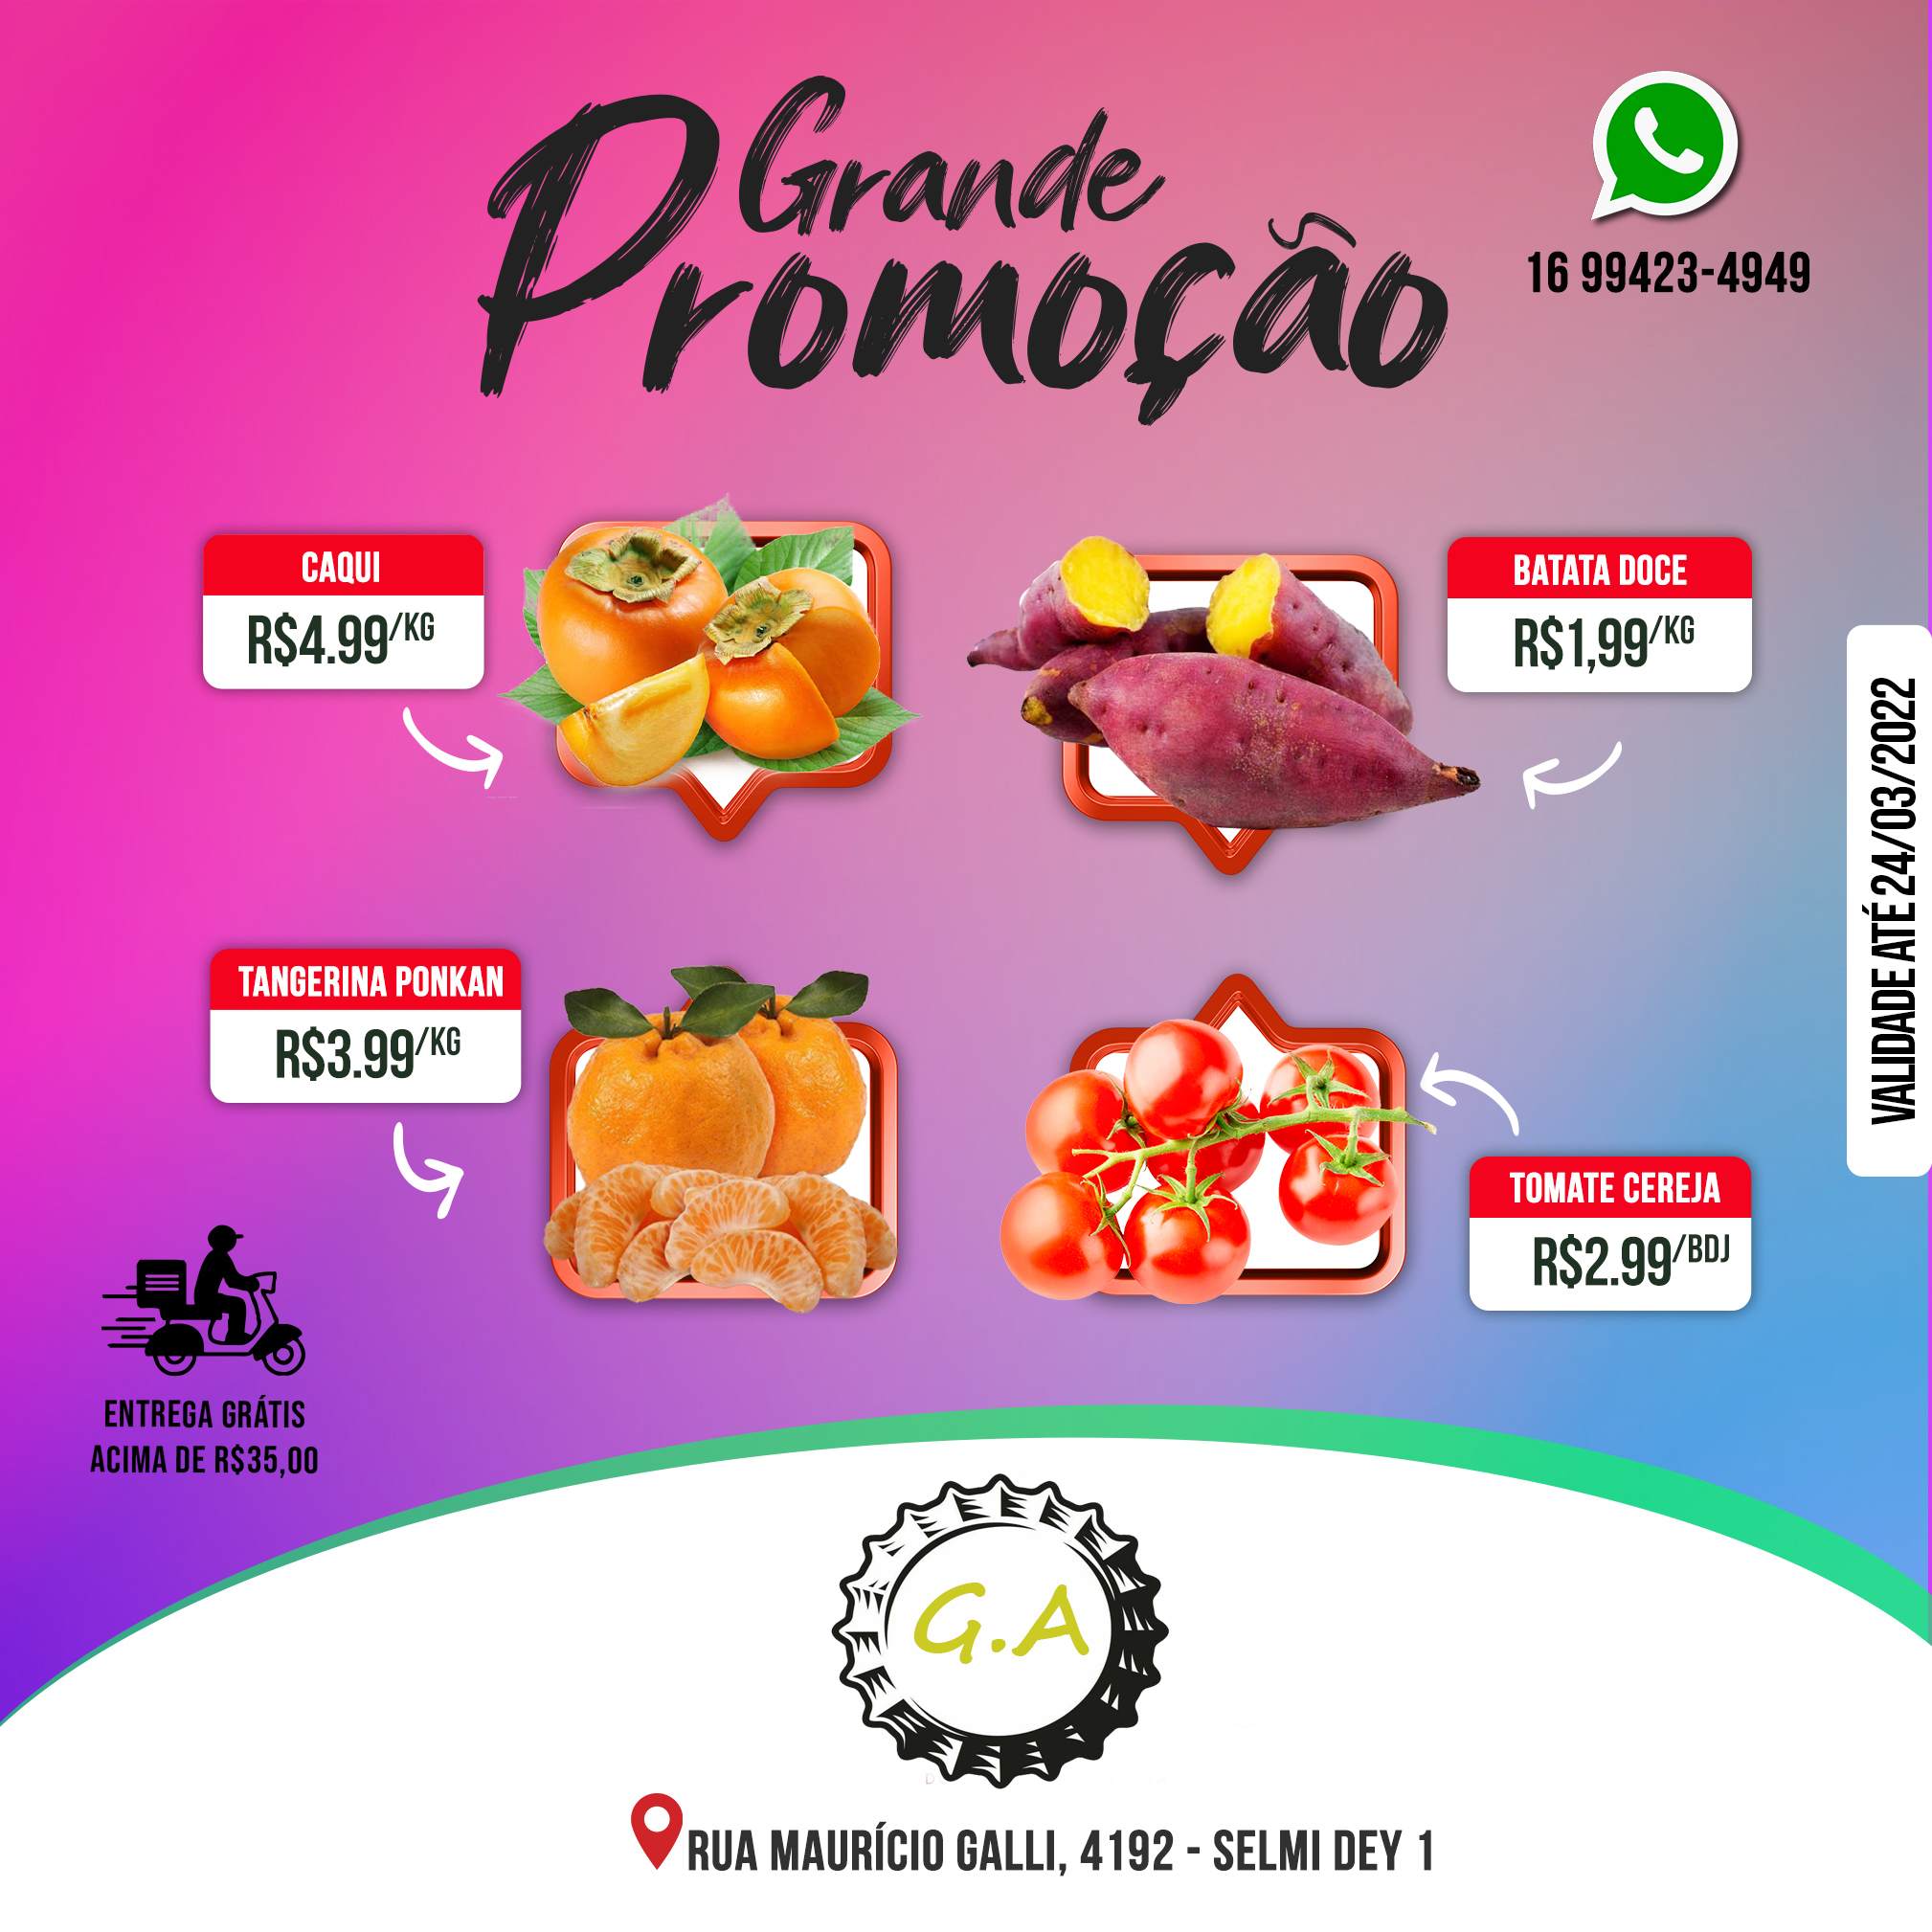 Grande
Promoção
16 99423-4949
CAQUI
R$4.99/KG
BATATA DOCE
R$1,99/KG
VALIDADE ATÉ 24/03/2022
TANGERINA PONKAN
R$3.99/KG
TOMATE CEREJA
R$2.99/BDJ
ENTREGA GRÁTIS
ACIMA DE R$35,00
G.A
RUA MAURÍCIO GALLI, 4192 - SELMI DEY 1